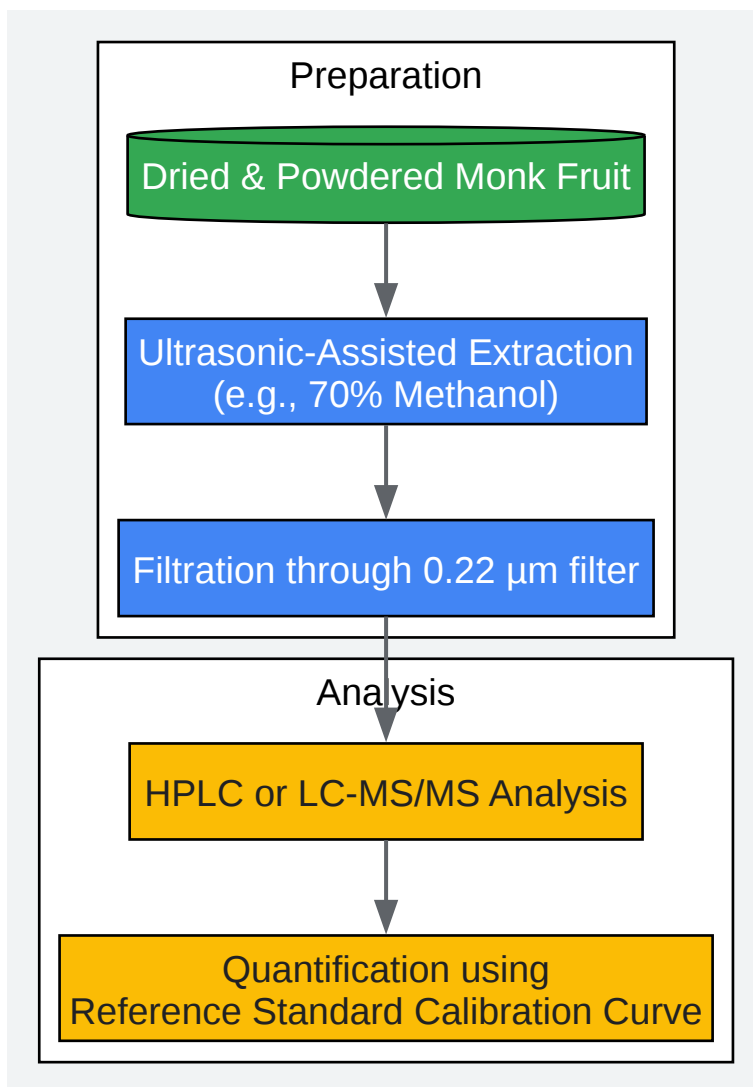 Preparation
Dried & Powdered Monk Fruit
Ultrasonic-Assisted Extraction
(e.g., 70% Methanol)
Filtration through 0.22 µm filter
Analysis
HPLC or LC-MS/MS Analysis
Quantification using
Reference Standard Calibration Curve